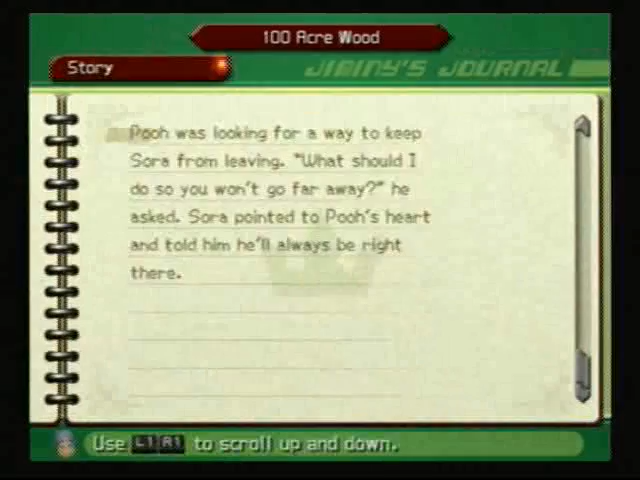 100 Acre Wood
Story
JIMINY'S JOURNAL
Pooh was looking for a way to keep
Sora from leaving. "What should I
do so you won't go far away?" he
asked. Sora pointed to Pooh's heart
and told him he'll always be right
there.
Use L1 R1 to scroll up and down.